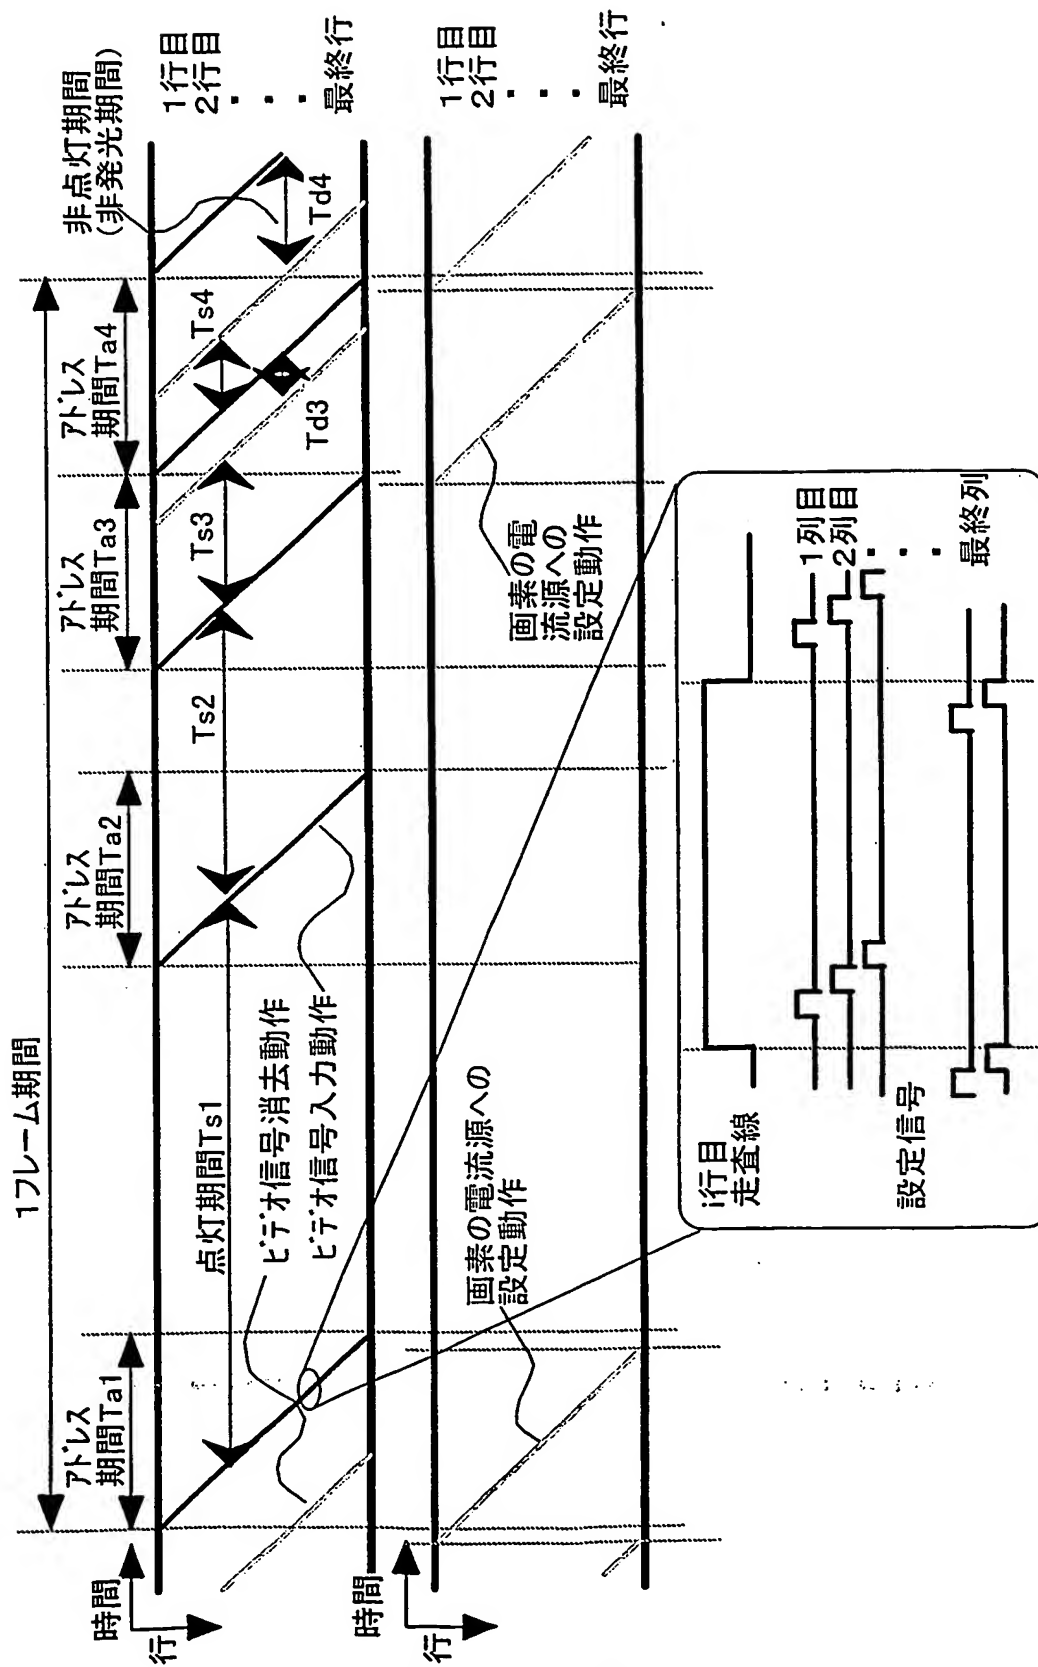 1フレーム期間
アドレス
期間Ta1
アドレス
期間Ta2
アドレス
期間Ta3
アドレス
期間Ta4
非点灯期間
(非発光期間)
時間
行
点灯期間Ts1
Ts2
Ts3
Ts4
Td3
Td4
ビデオ信号消去動作
ビデオ信号入力動作
1行目
2行目
・
・
・
最終行
時間
行
画素の電流源への
設定動作
画素の電
流源への
設定動作
1行目
2行目
・
・
・
最終行
i行目
走査線
設定信号
1列目
2列目
・
・
・
最終列